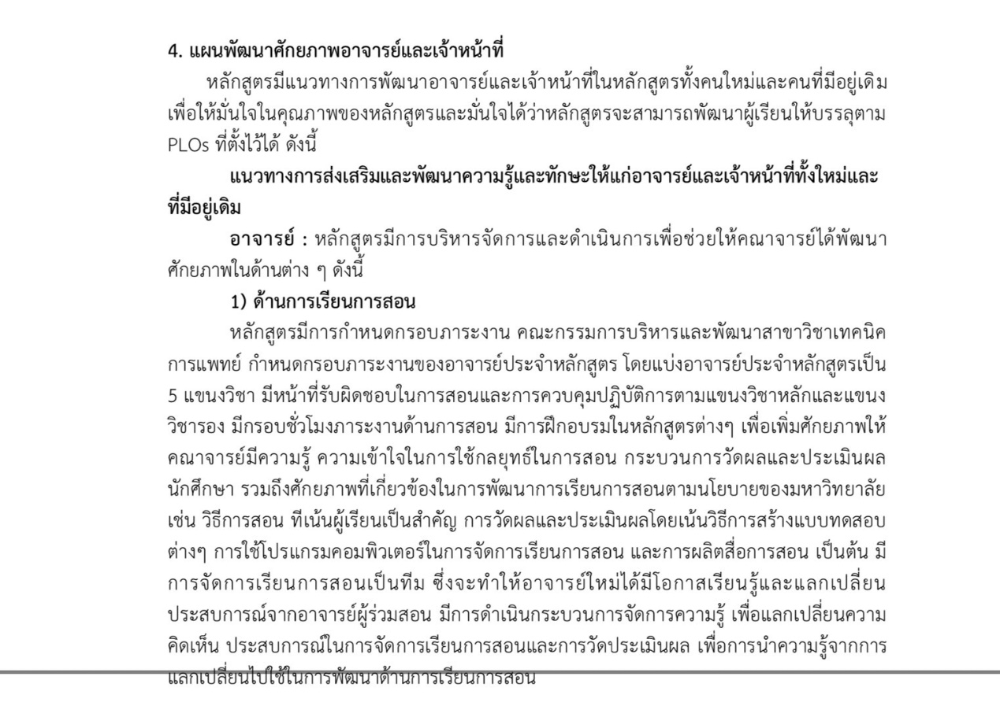 4. แผนพัฒนาศักยภาพอาจารย์และเจ้าหน้าที่
หลักสูตรมีแนวทางการพัฒนาอาจารย์และเจ้าหน้าที่ในหลักสูตรทั้งคนใหม่และคนที่มีอยู่เดิม
เพื่อให้มั่นใจในคุณภาพของหลักสูตรและมั่นใจได้ว่าหลักสูตรจะสามารถพัฒนาผู้เรียนให้บรรลุตาม
PLOs ที่ตั้งไว้ได้ ดังนี้
แนวทางการส่งเสริมและพัฒนาความรู้และทักษะให้แก่อาจารย์และเจ้าหน้าที่ทั้งใหม่และ
ที่มีอยู่เดิม
อาจารย์ : หลักสูตรมีการบริหารจัดการและดำเนินการเพื่อช่วยให้คณาจารย์ได้พัฒนา
ศักยภาพในด้านต่าง ๆ ดังนี้
1) ด้านการเรียนการสอน
หลักสูตรมีการกำหนดกรอบภาระงาน คณะกรรมการบริหารและพัฒนาสาขาวิชาเทคนิค
การแพทย์ กำหนดกรอบภาระงานของอาจารย์ประจำหลักสูตร โดยแบ่งอาจารย์ประจำหลักสูตรเป็น
5 แขนงวิชา มีหน้าที่รับผิดชอบในการสอนและการควบคุมปฏิบัติการตามแขนงวิชาหลักและแขนง
วิชารอง มีกรอบชั่วโมงภาระงานด้านการสอน มีการฝึกอบรมในหลักสูตรต่างๆ เพื่อเพิ่มศักยภาพให้
คณาจารย์มีความรู้ ความเข้าใจในการใช้กลยุทธ์ในการสอน กระบวนการวัดผลและประเมินผล
นักศึกษา รวมถึงศักยภาพที่เกี่ยวข้องในการพัฒนาการเรียนการสอนตามนโยบายของมหาวิทยาลัย
เช่น วิธีการสอน ทีเน้นผู้เรียนเป็นสำคัญ การวัดผลและประเมินผลโดยเน้นวิธีการสร้างแบบทดสอบ
ต่างๆ การใช้โปรแกรมคอมพิวเตอร์ในการจัดการเรียนการสอน และการผลิตสื่อการสอน เป็นต้น มี
การจัดการเรียนการสอนเป็นทีม ซึ่งจะทำให้อาจารย์ใหม่ได้มีโอกาสเรียนรู้และแลกเปลี่ยน
ประสบการณ์จากอาจารย์ผู้ร่วมสอน มีการดำเนินกระบวนการจัดการความรู้ เพื่อแลกเปลี่ยนความ
คิดเห็น ประสบการณ์ในการจัดการเรียนการสอนและการวัดประเมินผล เพื่อการนำความรู้จากการ
แลกเปลี่ยนไปใช้ในการพัฒนาด้านการเรียนการสอน